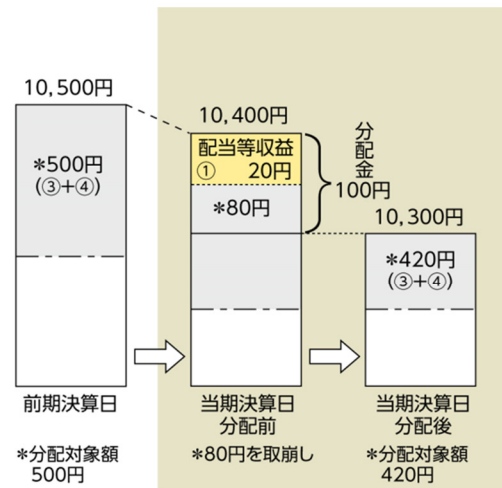 10,500円
*500円
(③+④)
前期決算日
*分配対象額
500円
10,400円
配当等収益
① 20円
*80円
分配金
100円
当期決算日
分配前
*80円を取崩し
10,300円
*420円
(③+④)
当期決算日
分配後
*分配対象額
420円